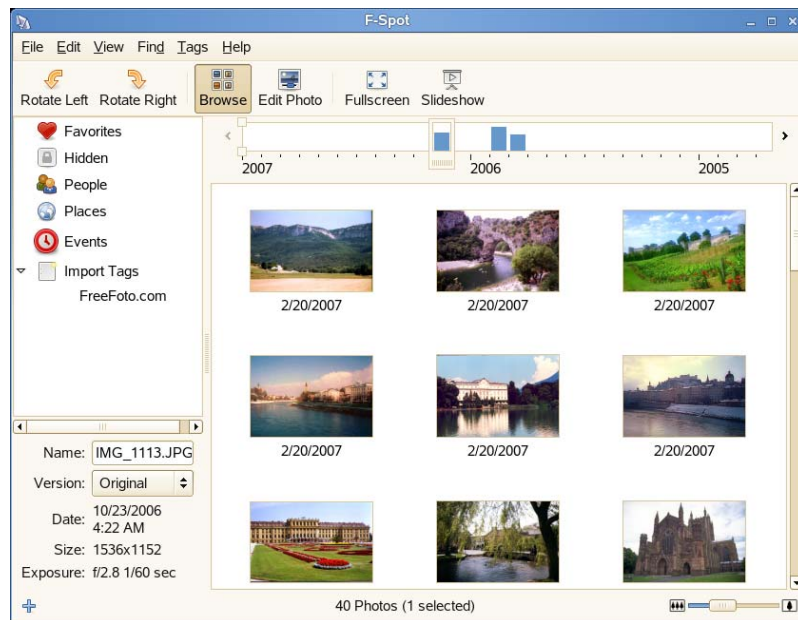 F-Spot
File Edit View Find Tags Help
Rotate Left Rotate Right Browse Edit Photo Fullscreen Slideshow
Favorites
Hidden
People
Places
Events
Import Tags
FreeFoto.com
Name: IMG_1113.JPG
Version: Original
Date: 10/23/2006
4:22 AM
Size: 1536x1152
Exposure: f/2.8 1/60 sec
2007 2006 2005
2/20/2007 2/20/2007 2/20/2007
2/20/2007 2/20/2007 2/20/2007
40 Photos (1 selected)